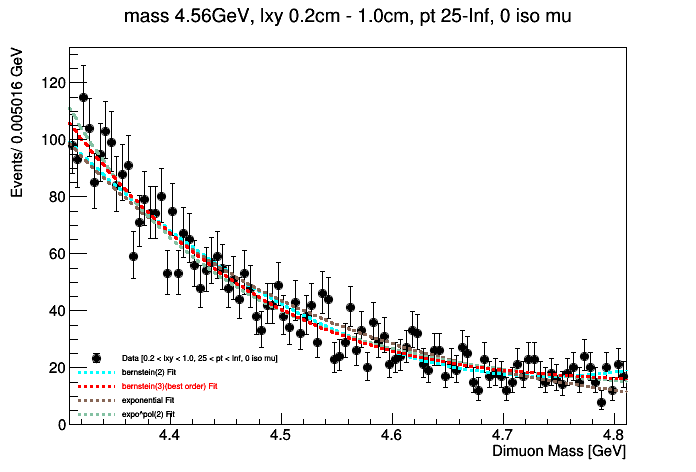 mass 4.56GeV, lxy 0.2cm - 1.0cm, pt 25-Inf, 0 iso mu
Events/ 0.005016 GeV
120
100
80
60
40
20
0
Data [0.2 < lxy < 1.0, 25 < pt < Inf, 0 iso mu]
bernstein(2) Fit
bernstein(3)(best order) Fit
exponential Fit
expo*pol(2) Fit
4.4
4.5
4.6
4.7
4.8
Dimuon Mass [GeV]